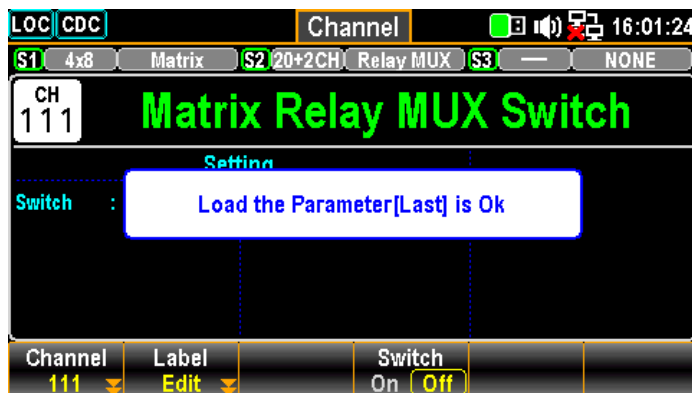 LOC CDC Channel 16:01:24
S1 4x8 Matrix S2 20+2CH Relay MUX S3 — NONE
CH
111
Matrix Relay MUX Switch
Setting
Switch :
Load the Parameter[Last] is Ok
Channel Label Switch
111 Edit On Off